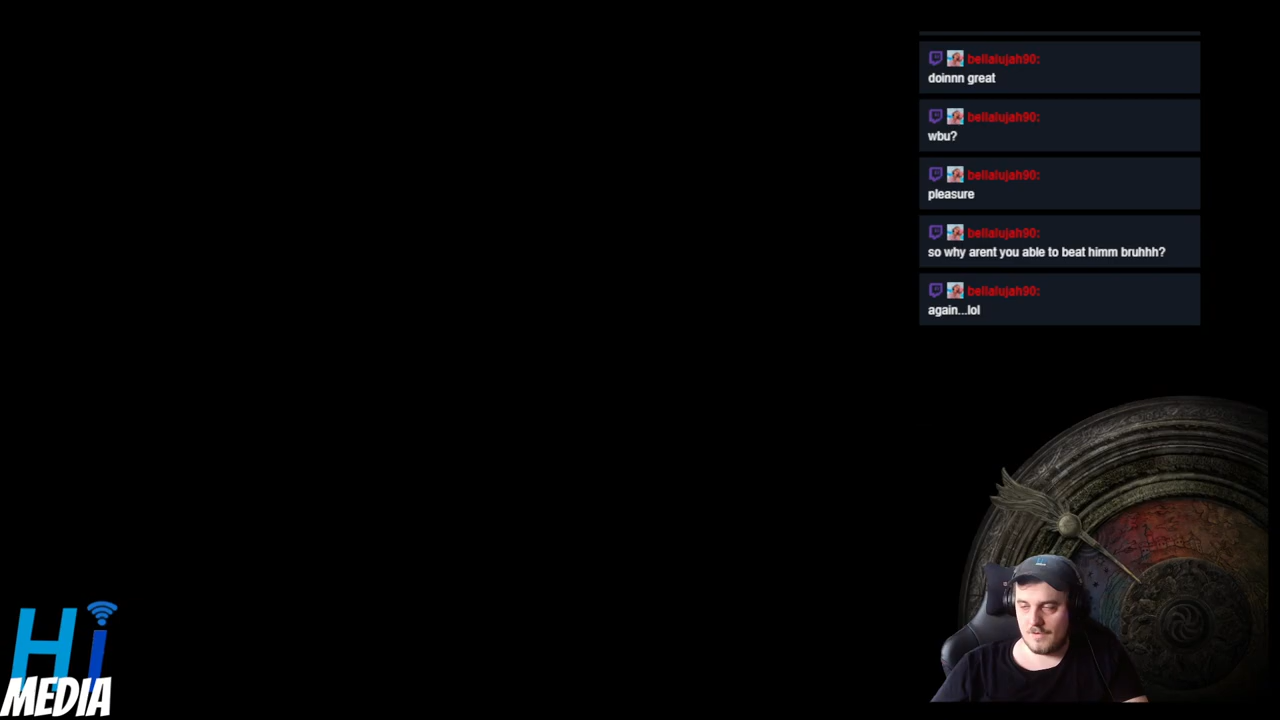 bellalujah90:
doinnn great
bellalujah90:
wbu?
bellalujah90:
pleasure
bellalujah90:
so why arent you able to beat himm bruhhh?
bellalujah90:
again...lol
Hi
MEDIA